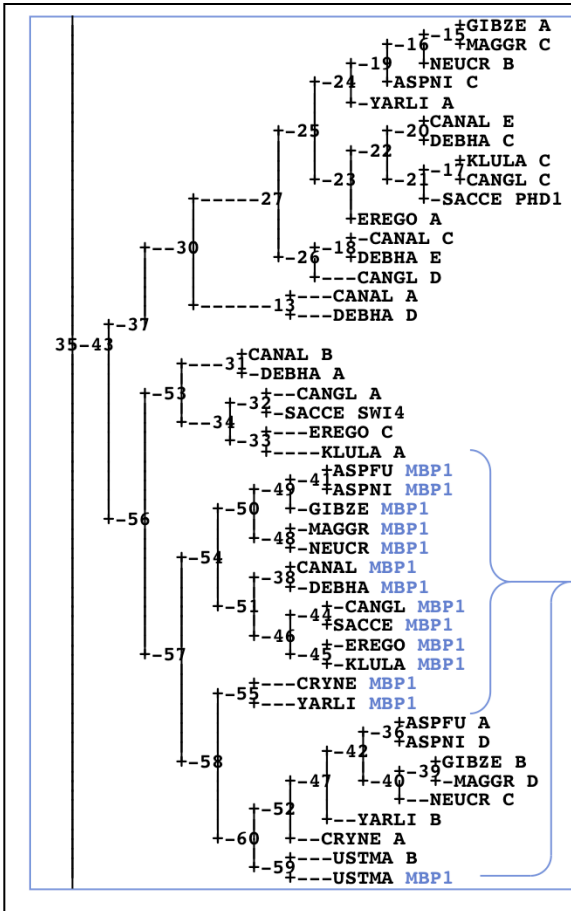 +GIBZE A
+-15
+-16 +MAGGR C
+-19 +NEUCR B
+-24 +ASPNI C
+-YARLI A
+CANAL E
+-25 +-20
+DEBHA C
+-22 +KLULA C
+-17
+-23 +-21 +CANGL C
+-----27 +-SACCE PHD1
EREGO A
+-CANAL C
+--30 +-18
+-26 +DEBHA E
+---CANGL D
+---CANAL A
+-----13
+-37 +---DEBHA D
35-43
+CANAL B
+---31
+-DEBHA A
+-53 +--CANGL A
+-32
+--34 +-SACCE SWI4
+---EREGO C
+-33
+----KLULA A
+ASPFU MBP1
+-41
+-49 +ASPNI MBP1
+-50 +-GIBZE MBP1
+-56 +-MAGGR MBP1
+-48
+-54 +-NEUCR MBP1
+CANAL MBP1
+-38
+-DEBHA MBP1
+-51 +-CANGL MBP1
+-44
+-46 +SACCE MBP1
+-EREGO MBP1
+-57 +-45
+-KLULA MBP1
+---CRYNE MBP1
+-55
+---YARLI MBP1
+ASPFU A
+-36
+-42 +ASPNI D
+-58 +GIBZE B
+-39
+-47 +-40 +-MAGGR D
+--NEUCR C
+-52 +--YARLI B
+-60 +--CRYNE A
+---USTMA B
+-59
+---USTMA MBP1